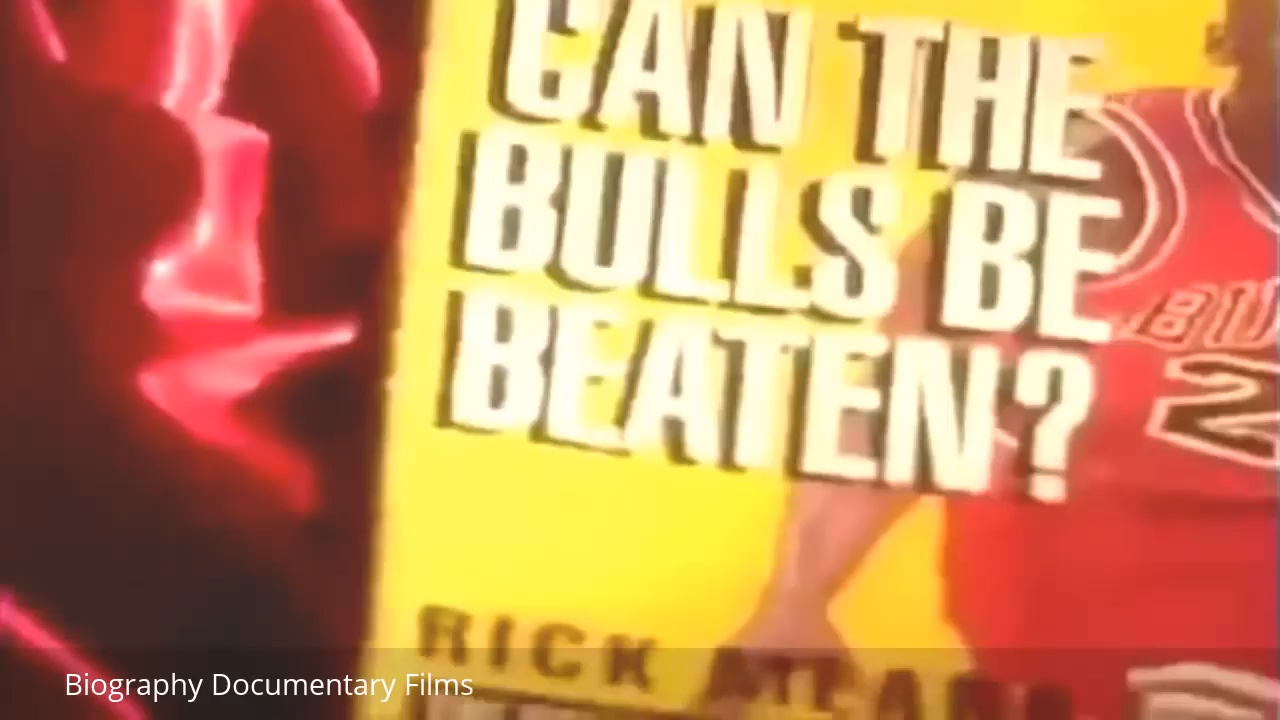 CAN THE
BULLS BE
BEATEN?
RICK
Biography Documentary Films